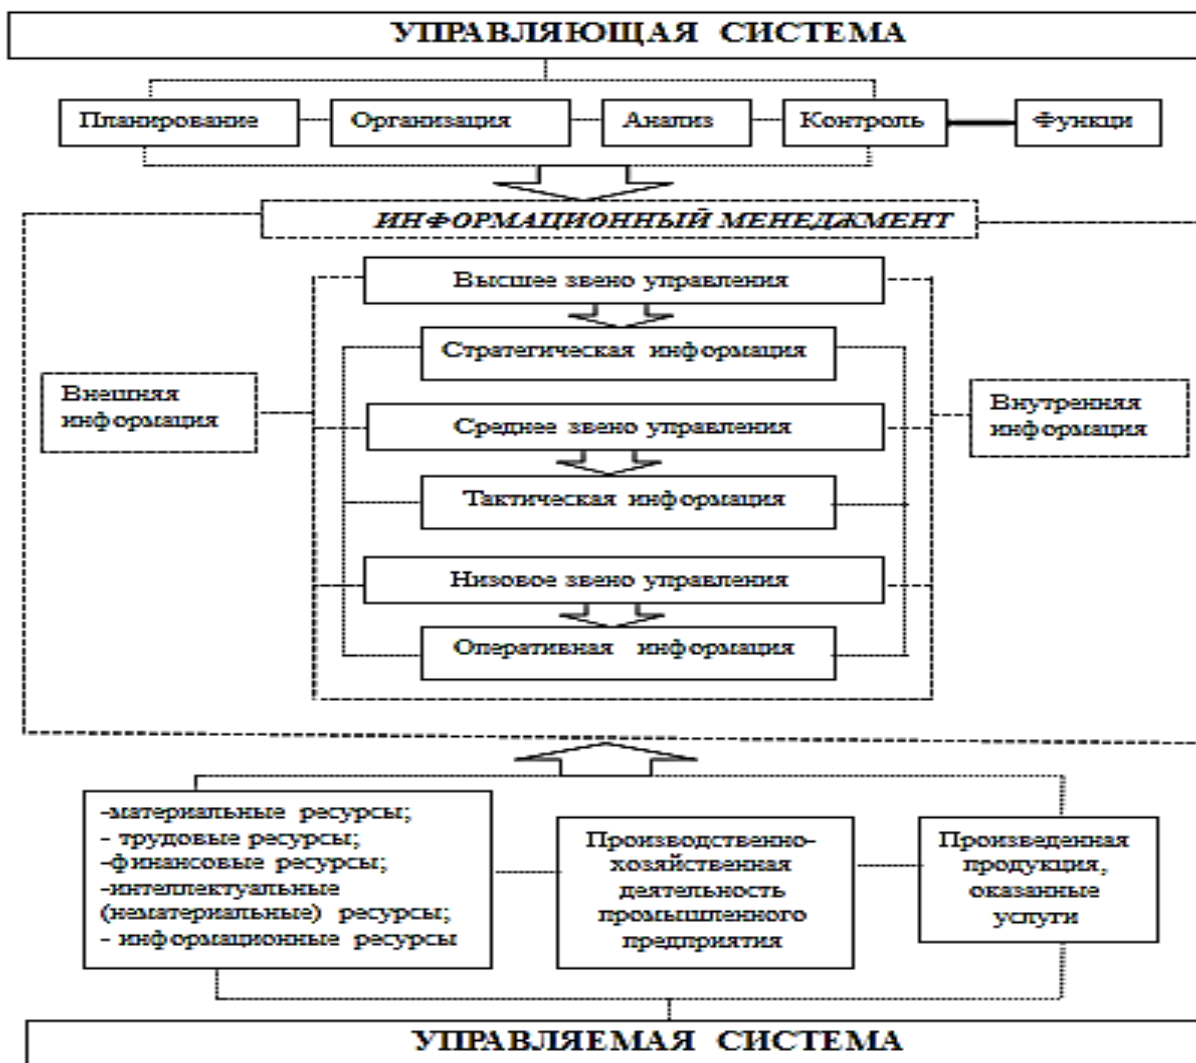 УПРАВЛЯЮЩАЯ СИСТЕМА
Планирование
Организация
Анализ
Контроль
Функци
ИНФОРМАЦИОННЫЙ МЕНЕДЖМЕНТ
Высшее звено управления
Стратегическая информация
Внешняя
информация
Среднее звено управления
Внутренняя
информация
Тактическая информация
Низовое звено управления
Оперативная информация
-материальные ресурсы;
- трудовые ресурсы;
-финансовые ресурсы;
-интеллектуальные
(нематериальные) ресурсы;
- информационные ресурсы
Производственно-
хозяйственная
деятельность
промышленного
предприятия
Произведенная
продукция,
оказанные
услуги
УПРАВЛЯЕМАЯ СИСТЕМА